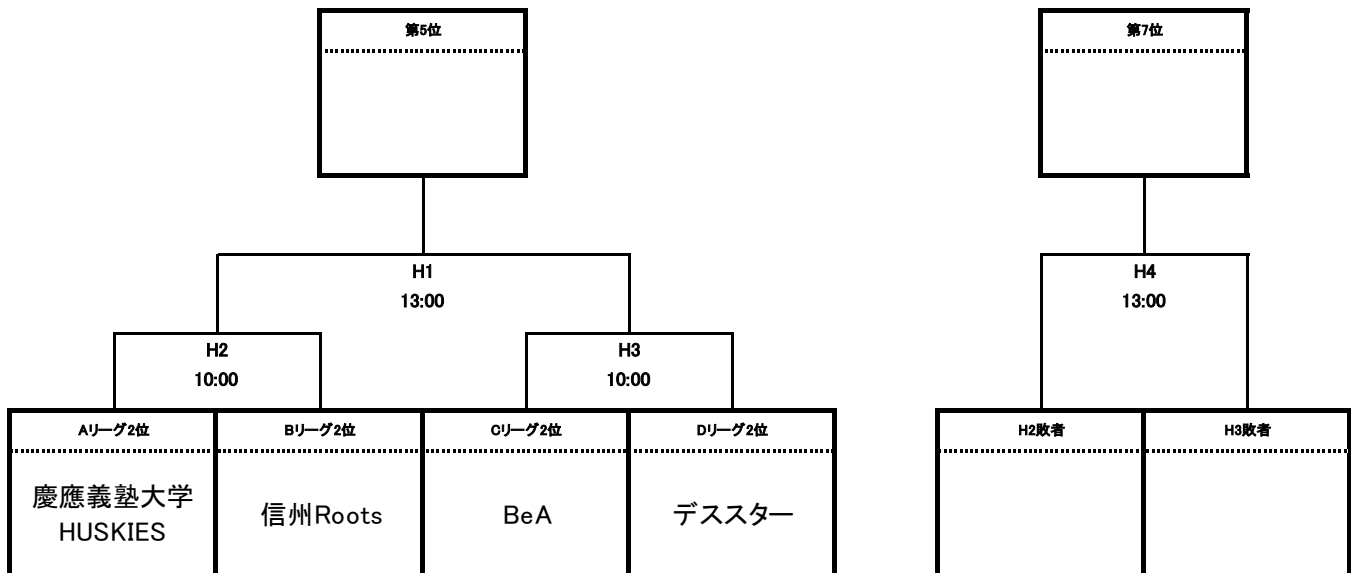 第5位
第7位
H1
13:00
H4
13:00
H2
10:00
H3
10:00
Aリーグ2位
Bリーグ2位
Cリーグ2位
Dリーグ2位
H2敗者
H3敗者
慶應義塾大学
HUSKIES
信州Roots
BeA
デススター